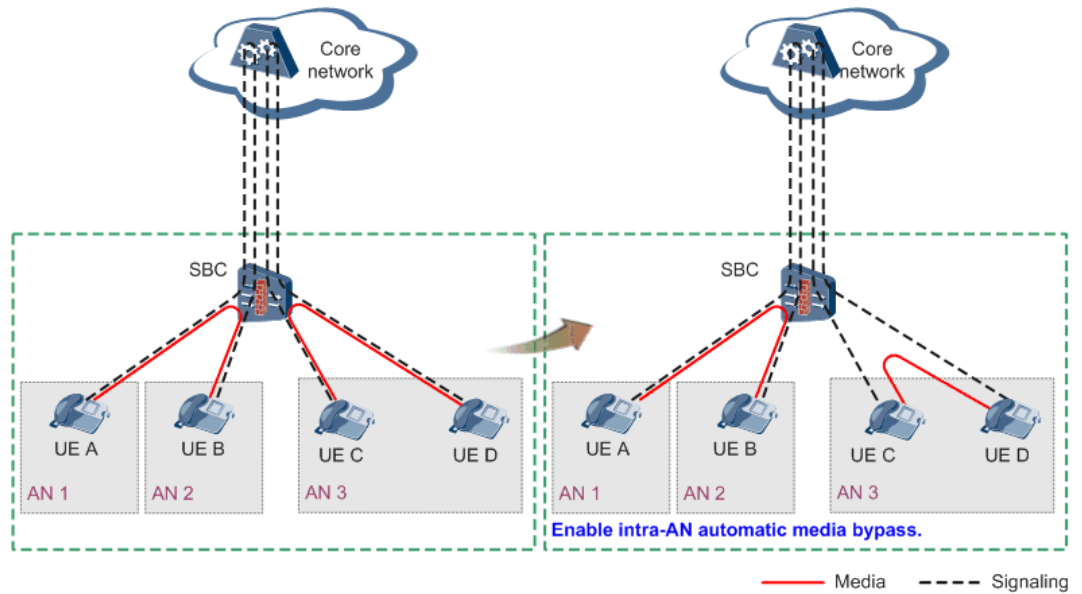 Core
network
Core
network
SBC
SBC
UE A
UE B
UE C
UE D
UE A
UE B
UE C
UE D
AN 1
AN 2
AN 3
AN 1
AN 2
AN 3
Enable intra-AN automatic media bypass.
Media
Signaling